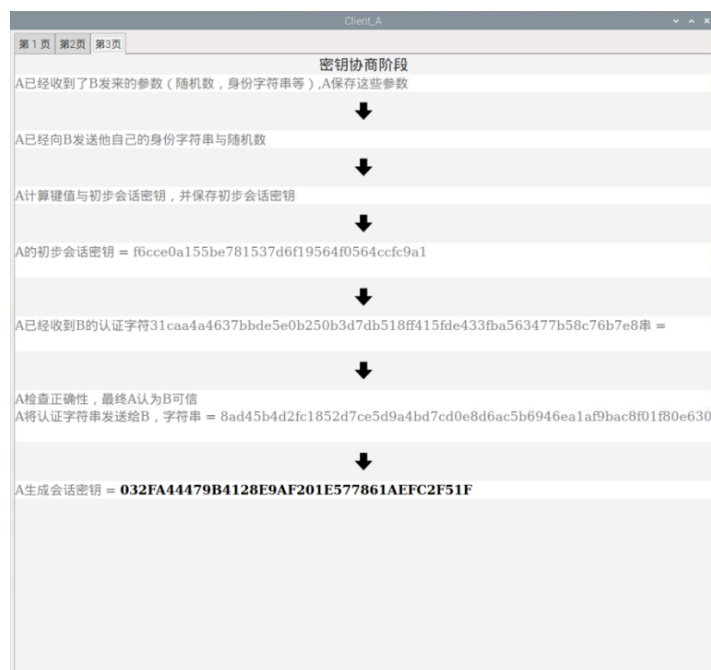 Client_A
第 1 页 第2页 第3页
密钥协商阶段
A已经收到了B发来的参数（随机数，身份字符串等）,A保存这些参数
A已经向B发送他自己的身份字符串与随机数
A计算键值与初步会话密钥，并保存初步会话密钥
A的初步会话密钥 = f6cce0a155be781537d6f19564f0564ccfc9a1
A已经收到B的认证字符31caa4a4637bbde5e0b250b3d7db518ff415fde433fba563477b58c76b7e8串 =
A检查正确性，最终A认为B可信
A将认证字符串发送给B，字符串 = 8ad45b4d2fc1852d7ce5d9a4bd7cd0e8d6ac5b6946ea1af9bac8f01f80e630
A生成会话密钥 = 032FA44479B4128E9AF201E577861AEFC2F51F